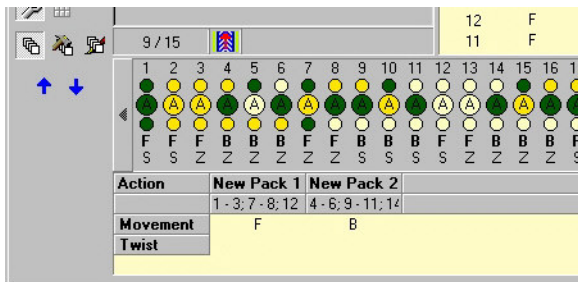 12 F
11 F
9 / 15
1 2 3 4 5 6 7 8 9 10 11 12 13 14 15 16
A A A A A A A A A A A A A A A A
F F F B B B F F B B B F F B B B
S S Z Z Z Z Z Z S S S S Z Z Z Z
Action New Pack 1 New Pack 2
1 - 3; 7 - 8; 12 4 - 6; 9 - 11; 14
Movement F B
Twist